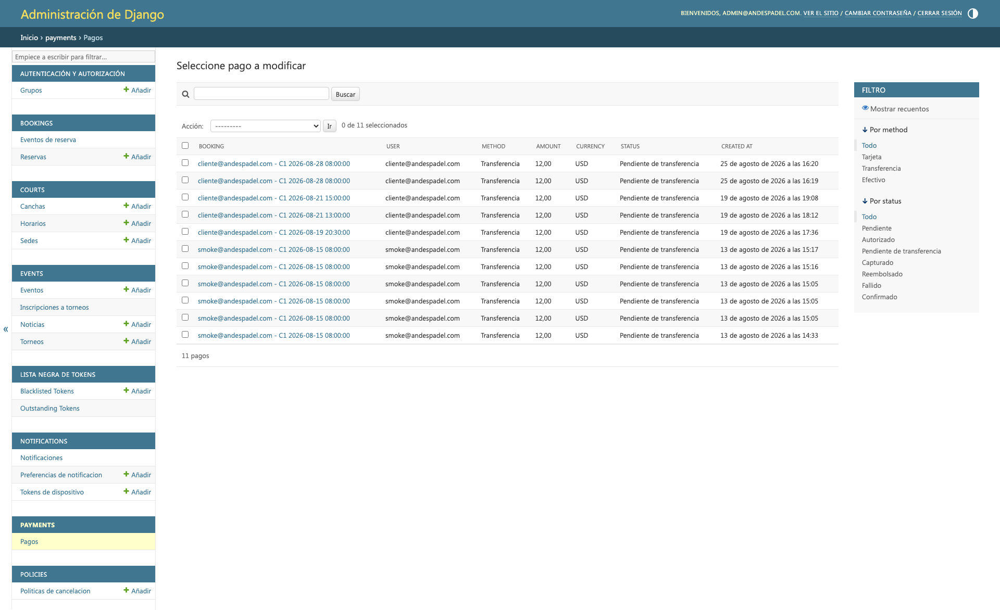 Administración de Django
BIENVENIDOS, ADMIN@ANDESPADEL.COM. VER EL SITIO / CAMBIAR CONTRASEÑA / CERRAR SESIÓN
Inicio › payments › Pagos
Empiece a escribir para filtrar...
AUTENTICACIÓN Y AUTORIZACIÓN
Grupos Añadir
BOOKINGS
Eventos de reserva
Reservas Añadir
COURTS
Canchas Añadir
Horarios Añadir
Sedes Añadir
EVENTS
Eventos Añadir
Inscripciones a torneos
Noticias Añadir
Torneos Añadir
LISTA NEGRA DE TOKENS
Blacklisted Tokens Añadir
Outstanding Tokens
NOTIFICATIONS
Notificaciones
Preferencias de notificacion Añadir
Tokens de dispositivo Añadir
PAYMENTS
Pagos
POLICIES
Politicas de cancelacion Añadir
«
Seleccione pago a modificar
Buscar
Acción: --------- Ir 0 de 11 seleccionados
BOOKING USER METHOD AMOUNT CURRENCY STATUS CREATED AT
cliente@andespadel.com - C1 2026-08-28 08:00:00 cliente@andespadel.com Transferencia 12,00 USD Pendiente de transferencia 25 de agosto de 2026 a las 16:20
cliente@andespadel.com - C1 2026-08-28 08:00:00 cliente@andespadel.com Transferencia 12,00 USD Pendiente de transferencia 25 de agosto de 2026 a las 16:19
cliente@andespadel.com - C1 2026-08-21 15:00:00 cliente@andespadel.com Transferencia 12,00 USD Pendiente de transferencia 19 de agosto de 2026 a las 19:08
cliente@andespadel.com - C1 2026-08-21 13:00:00 cliente@andespadel.com Transferencia 12,00 USD Pendiente de transferencia 19 de agosto de 2026 a las 18:12
cliente@andespadel.com - C1 2026-08-19 20:30:00 cliente@andespadel.com Transferencia 12,00 USD Pendiente de transferencia 19 de agosto de 2026 a las 17:36
smoke@andespadel.com - C1 2026-08-15 08:00:00 smoke@andespadel.com Transferencia 12,00 USD Pendiente de transferencia 13 de agosto de 2026 a las 15:17
smoke@andespadel.com - C1 2026-08-15 08:00:00 smoke@andespadel.com Transferencia 12,00 USD Pendiente de transferencia 13 de agosto de 2026 a las 15:16
smoke@andespadel.com - C1 2026-08-15 08:00:00 smoke@andespadel.com Transferencia 12,00 USD Pendiente de transferencia 13 de agosto de 2026 a las 15:05
smoke@andespadel.com - C1 2026-08-15 08:00:00 smoke@andespadel.com Transferencia 12,00 USD Pendiente de transferencia 13 de agosto de 2026 a las 15:05
smoke@andespadel.com - C1 2026-08-15 08:00:00 smoke@andespadel.com Transferencia 12,00 USD Pendiente de transferencia 13 de agosto de 2026 a las 15:05
smoke@andespadel.com - C1 2026-08-15 08:00:00 smoke@andespadel.com Transferencia 12,00 USD Pendiente de transferencia 13 de agosto de 2026 a las 14:33
11 pagos
FILTRO
Mostrar recuentos
↓ Por method
Todo
Tarjeta
Transferencia
Efectivo
↓ Por status
Todo
Pendiente
Autorizado
Pendiente de transferencia
Capturado
Reembolsado
Fallido
Confirmado